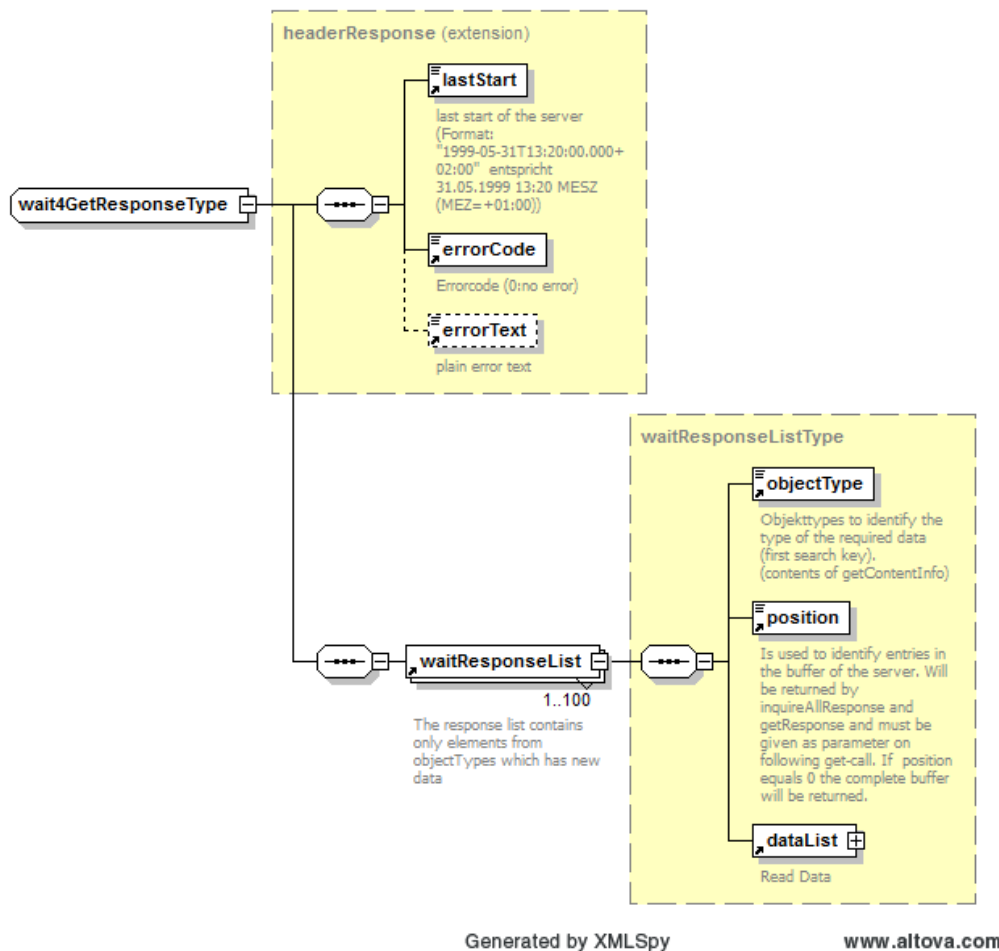 headerResponse (extension)
lastStart
last start of the server
(Format:
"1999-05-31T13:20:00.000+
02:00"  entspricht
31.05.1999 13:20 MESZ
(MEZ=+01:00))
wait4GetResponseType
errorCode
Errorcode (0:no error)
errorText
plain error text
waitResponseListType
objectType
Objekttypes to identify the
type of the required data
(first search key).
(contents of getContentInfo)
position
Is used to identify entries in
the buffer of the server. Will
be returned by
inquireAllResponse and
getResponse and must be
given as parameter on
following get-call. If  position
equals 0 the complete buffer
will be returned.
waitResponseList
1..100
The response list contains
only elements from
objectTypes which has new
data
dataList
Read Data
Generated by XMLSpy
www.altova.com